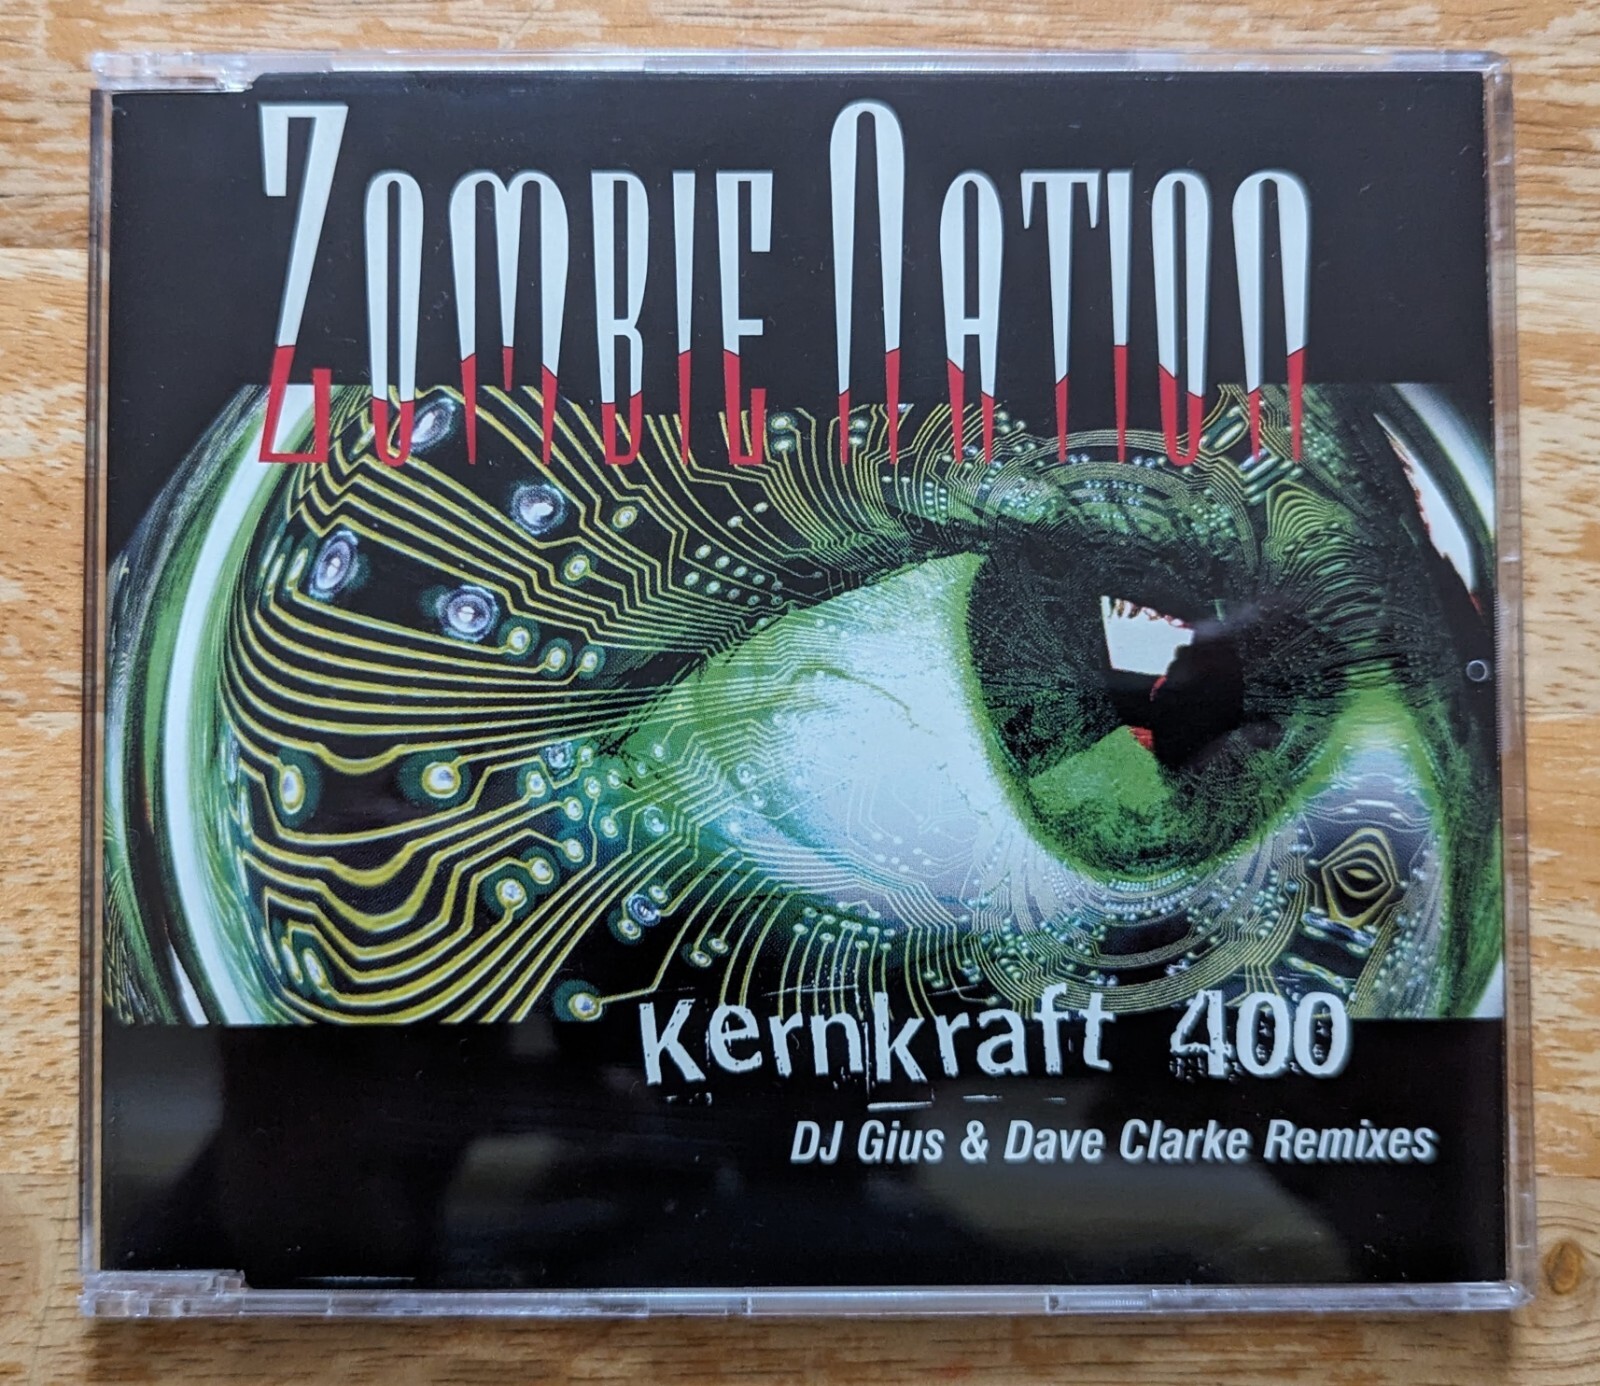 Zombie Nation
Kernkraft 400
DJ Gius & Dave Clarke Remixes